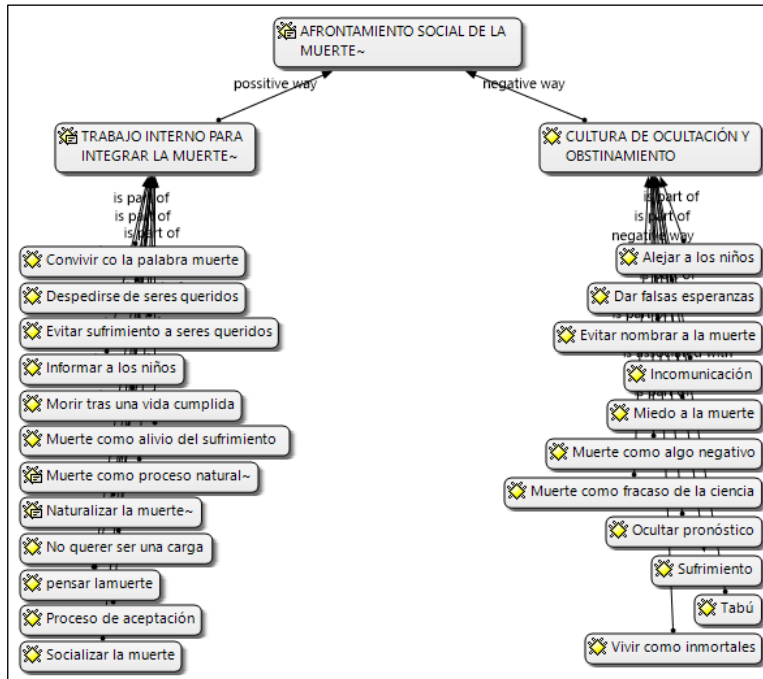 AFRONTAMIENTO SOCIAL DE LA
MUERTE~
possitive way
negative way
TRABAJO INTERNO PARA
INTEGRAR LA MUERTE~
CULTURA DE OCULTACIÓN Y
OBSTINAMIENTO
is part of
is part of
is part of
Convivir co la palabra muerte
Despedirse de seres queridos
Evitar sufrimiento a seres queridos
Informar a los niños
Morir tras una vida cumplida
Muerte como alivio del sufrimiento
Muerte como proceso natural~
Naturalizar la muerte~
No querer ser una carga
pensar lamuerte
Proceso de aceptación
Socializar la muerte
is part of
is part of
negative way
Alejar a los niños
Dar falsas esperanzas
Evitar nombrar a la muerte
is associated with
Incomunicación
Miedo a la muerte
Muerte como algo negativo
Muerte como fracaso de la ciencia
Ocultar pronóstico
Sufrimiento
Tabú
Vivir como inmortales